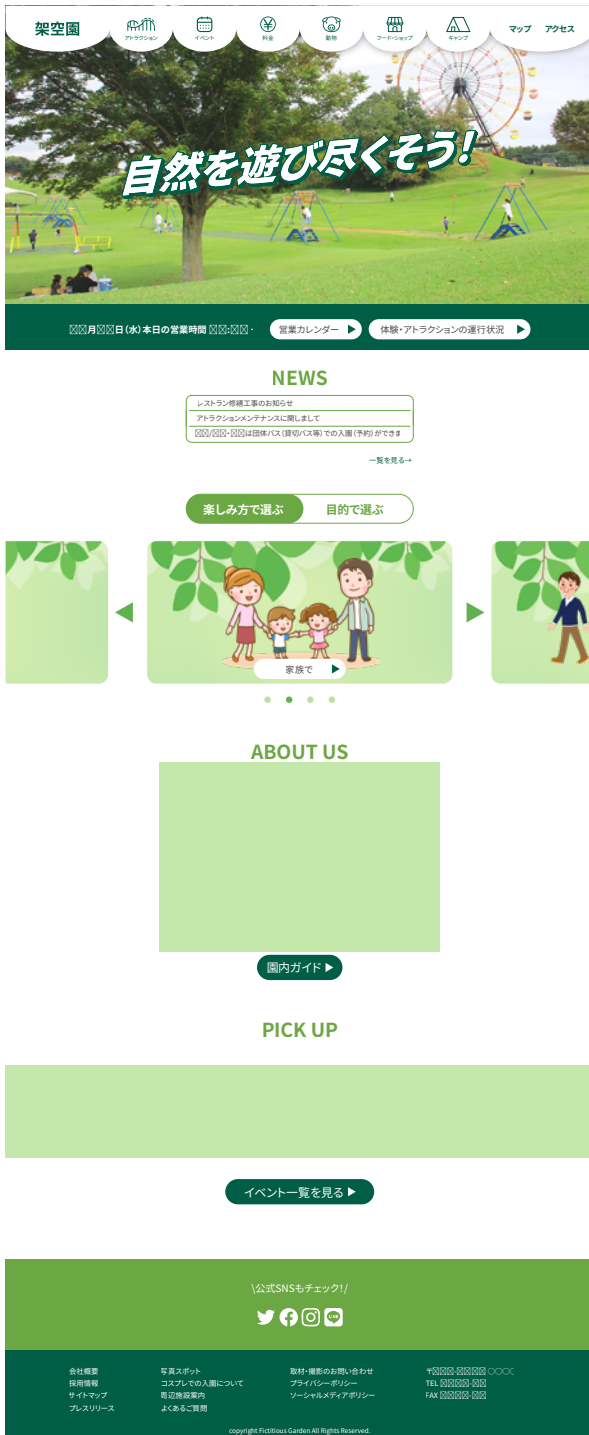 架空園
アトラクション
イベント
料金
動物
フード・ショップ
キャンプ
マップ
アクセス
自然を遊び尽くそう!
月 日(水)本日の営業時間 : -
営業カレンダー
体験・アトラクションの運行状況
NEWS
レストラン修繕工事のお知らせ
アトラクションメンテナンスに関しまして
/ ・ は団体バス(貸切バス等)での入園(予約)ができま
一覧を見る→
楽しみ方で選ぶ
目的で選ぶ
家族で
ABOUT US
園内ガイド
PICK UP
イベント一覧を見る
\公式SNSもチェック!/
LINE
会社概要
採用情報
サイトマップ
プレスリリース
写真スポット
コスプレでの入園について
周辺施設案内
よくあるご質問
取材・撮影のお問い合わせ
プライバシーポリシー
ソーシャルメディアポリシー
〒 - 〇〇〇〇
TEL -
FAX -
copyright Fictitious Garden All Rights Reserved.